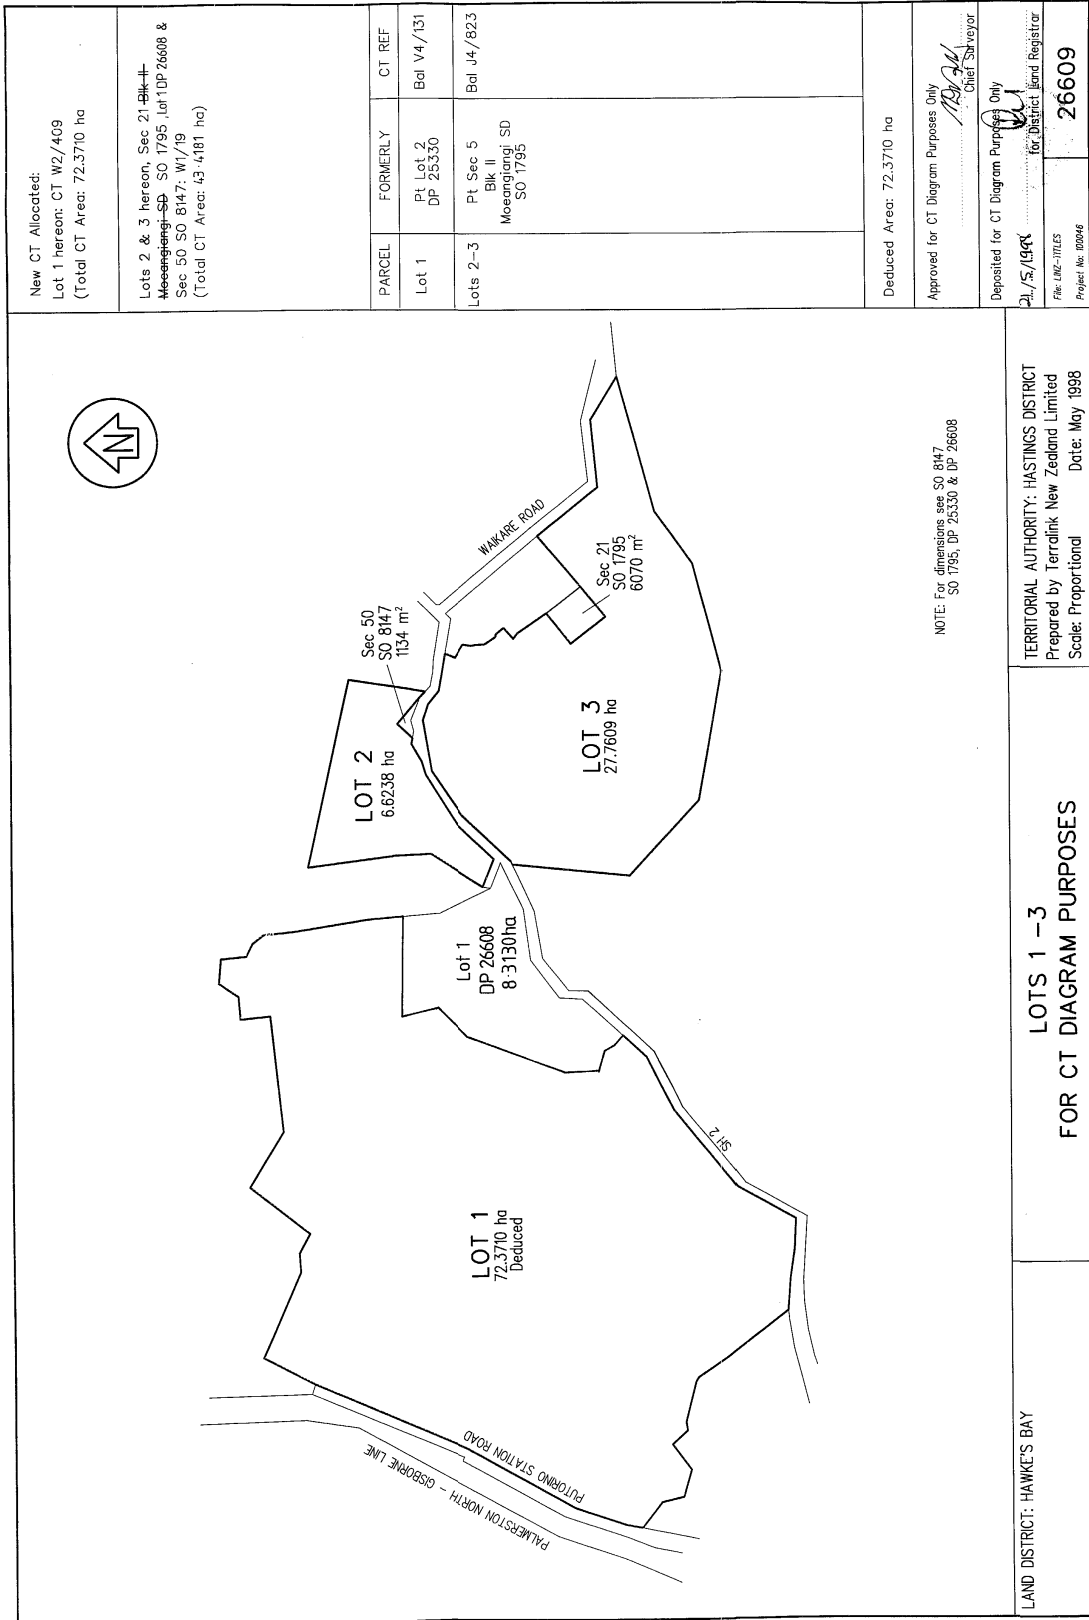 New CT Allocated:
Lot 1 hereon: CT W2/409
(Total CT Area: 72.3710 ha
Lots 2 & 3 hereon, Sec 21 Blk II
Moeangiangi SD SO 1795 , Lot 1 DP 26608 &
Sec 50 SO 8147: W1/19
(Total CT Area: 43.4181 ha)
PARCEL FORMERLY CT REF
Lot 1 Pt Lot 2 Bal V4/131
DP 25330
Lots 2-3 Pt Sec 5 Bal J4/823
Blk II
Moeangiangi SD
SO 1795
Deduced Area: 72.3710 ha
Approved for CT Diagram Purposes Only
Chief Surveyor
Deposited for CT Diagram Purposes Only
21/5/1998
for District Land Registrar
File: LINZ-TITLES
Project No: 100046
26609
N
WAIKARE ROAD
Sec 50
SO 8147
1134 m²
Sec 21
SO 1795
6070 m²
LOT 2
6.6238 ha
LOT 3
27.7609 ha
Lot 1
DP 26608
8.3130ha
LOT 1
72.3710 ha
Deduced
SH 2
PUTORINO STATION ROAD
PALMERSTON NORTH - GISBORNE LINE
NOTE: For dimensions see SO 8147
SO 1795, DP 25330 & DP 26608
LAND DISTRICT: HAWKE'S BAY
LOTS 1 -3
FOR CT DIAGRAM PURPOSES
TERRITORIAL AUTHORITY: HASTINGS DISTRICT
Prepared by Terralink New Zealand Limited
Scale: Proportional Date: May 1998